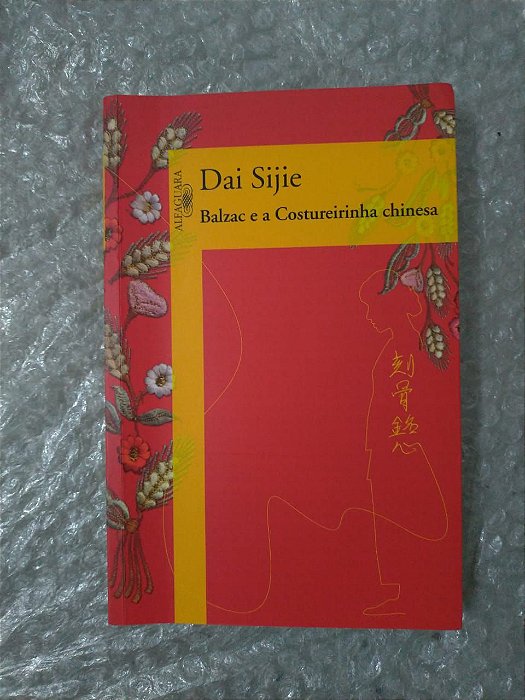 ALFAGUARA
Dai Sijie
Balzac e a Costureirinha chinesa
刻骨銘心